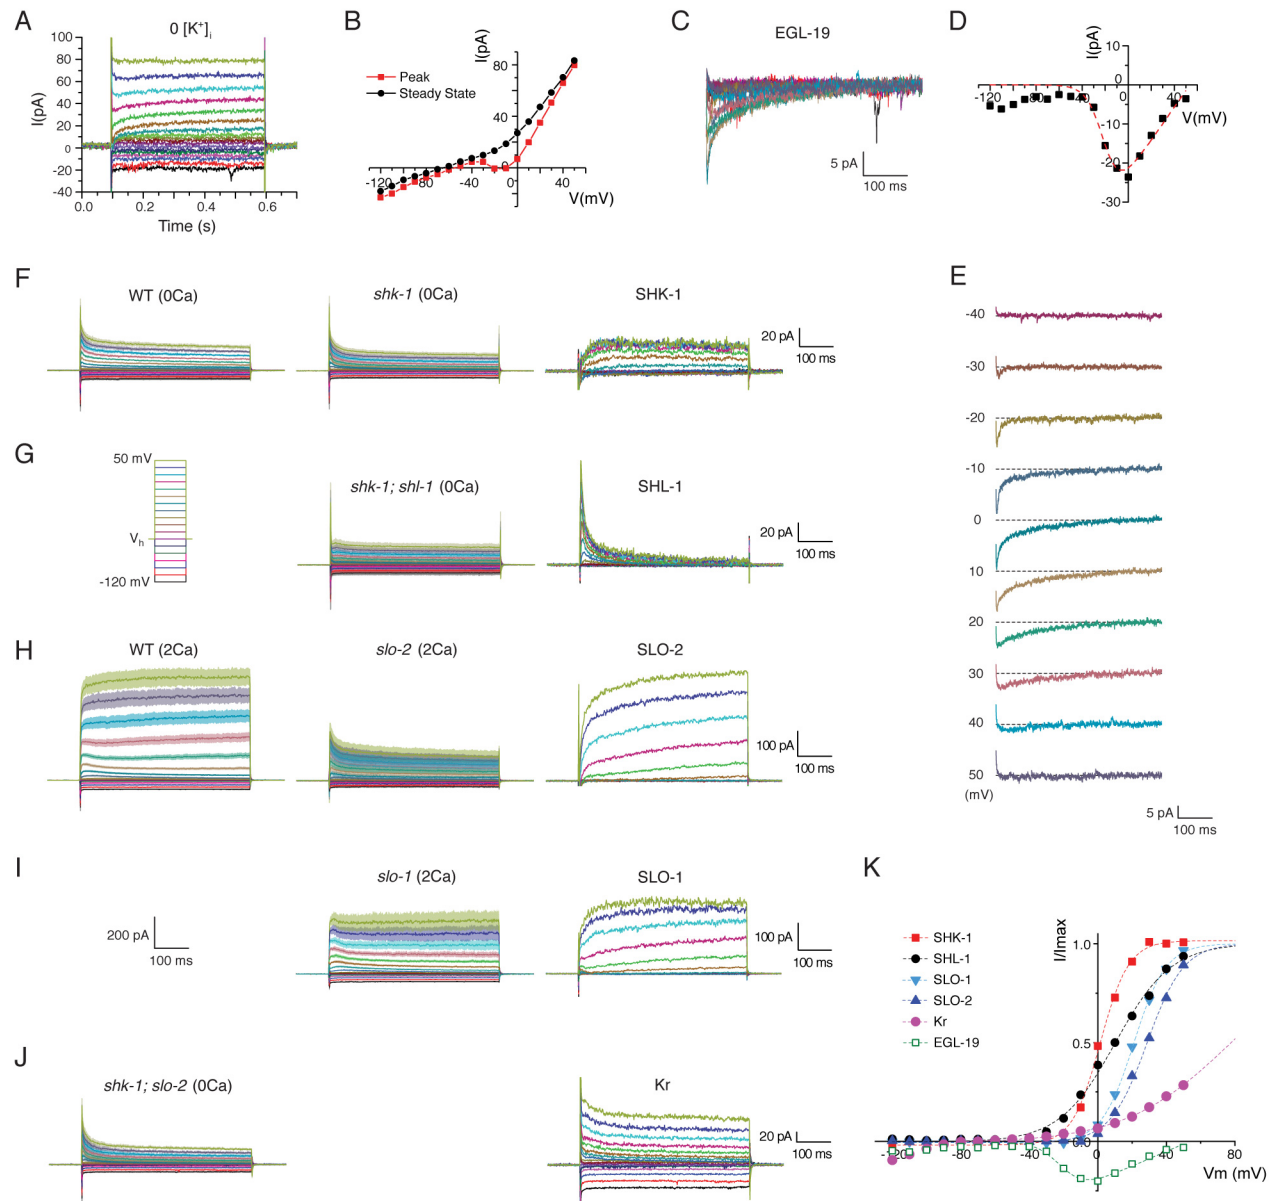 A
0 [K⁺]ᵢ
I(pA)
100
80
60
40
20
0
-20
-40
0.0
0.2
0.4
0.6
Time (s)
B
I(pA)
Peak
Steady State
80
40
0
-120
-80
-40
0
40
V(mV)
C
EGL-19
5 pA
100 ms
D
I(pA)
10
0
-120
-80
-40
0
40
V(mV)
-10
-20
-30
F
WT (0Ca)
shk-1 (0Ca)
SHK-1
20 pA
100 ms
E
-40
-30
-20
-10
0
10
20
30
40
50
(mV)
5 pA
100 ms
G
50 mV
Vₕ
-120 mV
shk-1; shl-1 (0Ca)
SHL-1
20 pA
100 ms
H
WT (2Ca)
slo-2 (2Ca)
SLO-2
100 pA
100 ms
I
200 pA
100 ms
slo-1 (2Ca)
SLO-1
100 pA
100 ms
J
shk-1; slo-2 (0Ca)
Kr
20 pA
100 ms
K
SHK-1
SHL-1
SLO-1
SLO-2
Kr
EGL-19
I/Imax
1.0
0.5
0.0
-120
-80
-40
0
40
80
Vm (mV)